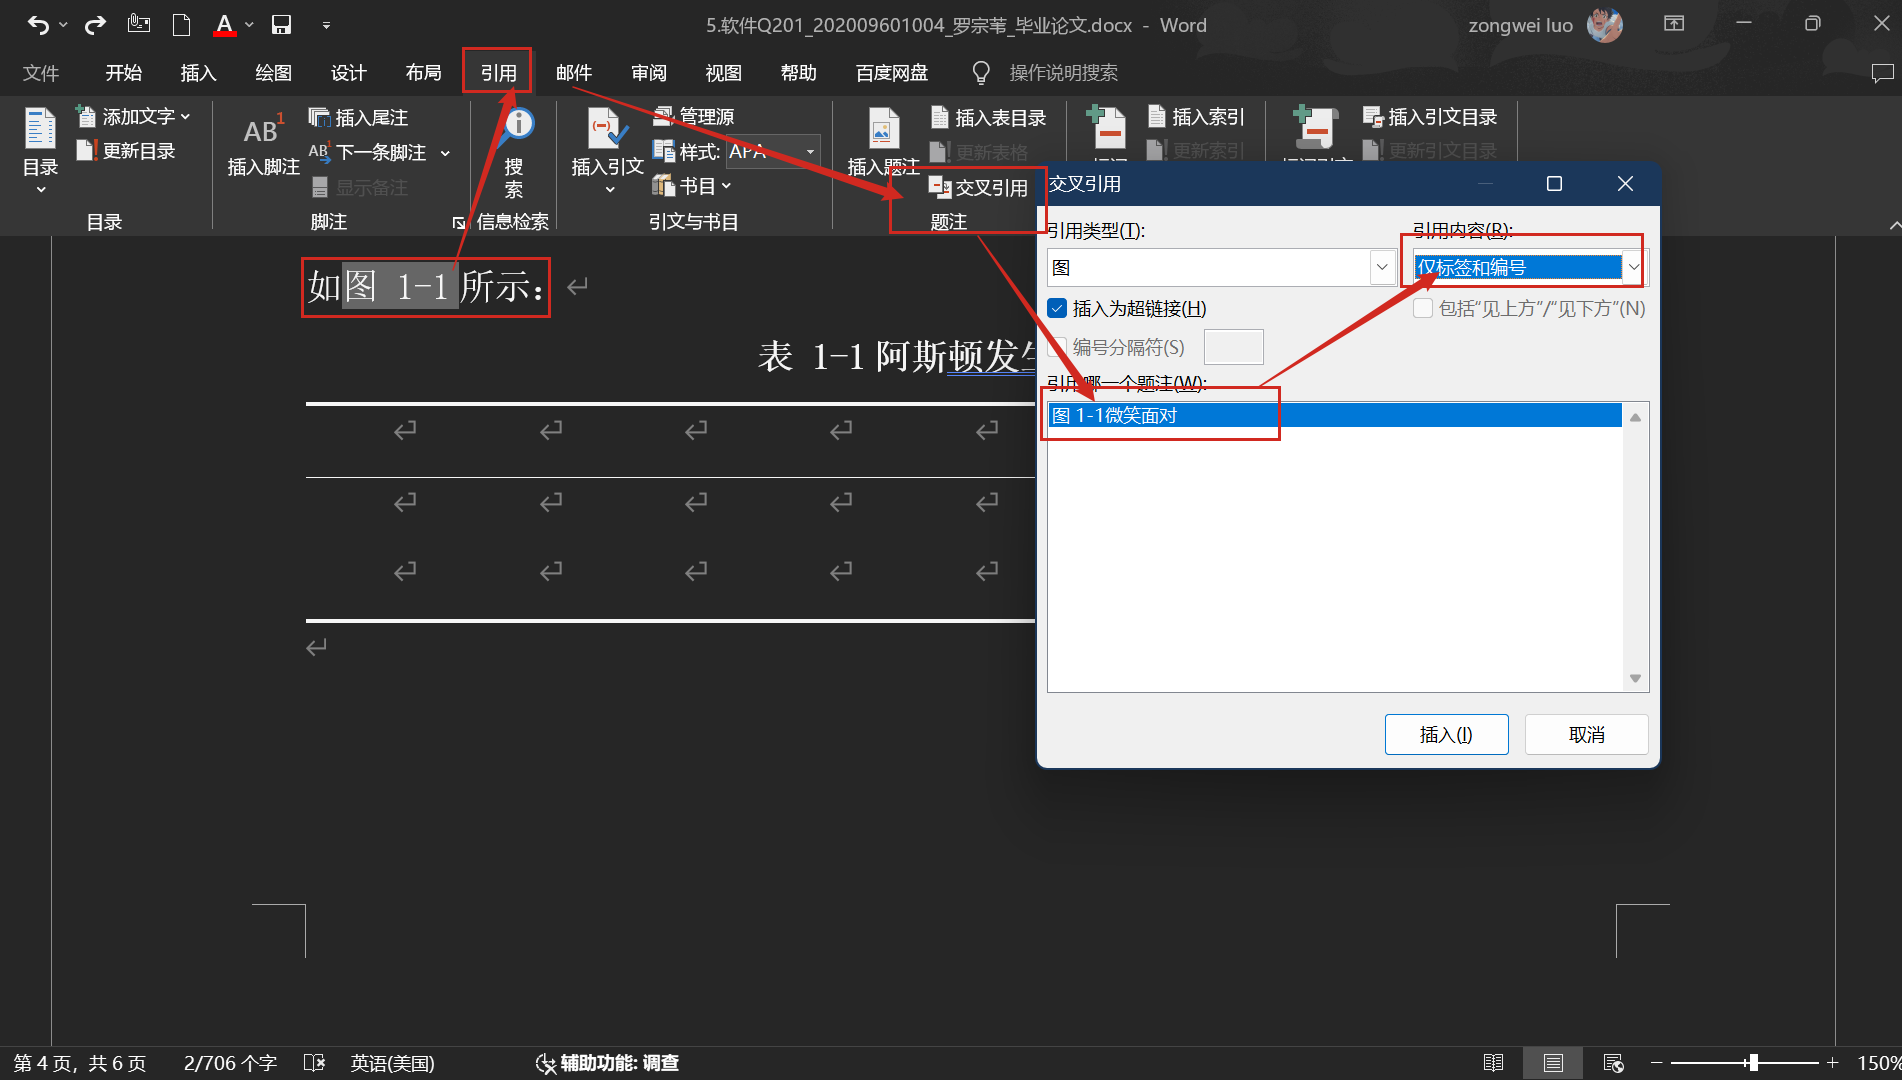 5.软件Q201_202009601004_罗宗苇_毕业论文.docx - Word
zongwei luo
文件 开始 插入 绘图 设计 布局 引用 邮件 审阅 视图 帮助 百度网盘 操作说明搜索
目录
添加文字
更新目录
目录
AB1
插入脚注
插入尾注
下一条脚注
显示备注
脚注
搜索
信息检索
插入引文
管理源
样式: APA
书目
引文与书目
插入题注
插入表目录
更新表格
交叉引用
题注
插入索引
更新索引
插入引文目录
更新引文目录
如图 1-1 所示：
表 1-1 阿斯顿发生
交叉引用
引用类型(T):
引用内容(R):
图
仅标签和编号
插入为超链接(H)
包括“见上方”/“见下方”(N)
编号分隔符(S)
引用哪一个题注(W):
图 1-1微笑面对
插入(I)
取消
第 4 页，共 6 页 2/706 个字 英语(美国) 辅助功能: 调查 150%